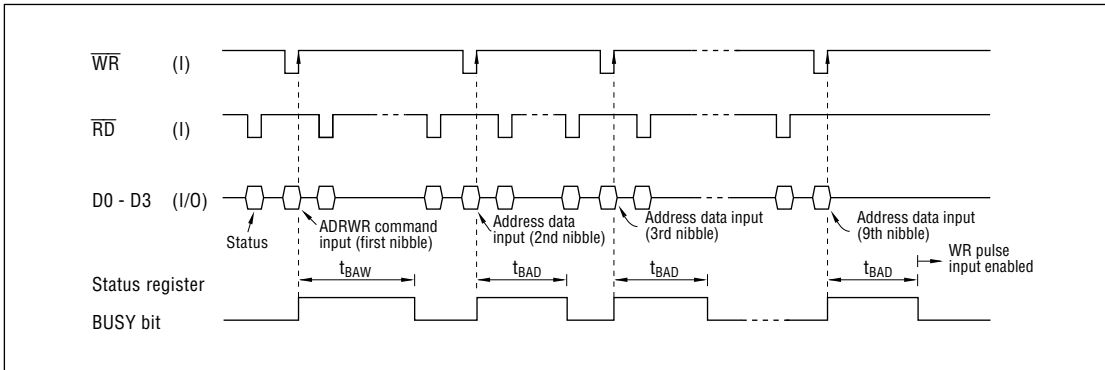 WR (I)
RD (I)
D0 - D3 (I/O)
Status
ADRWR command
input (first nibble)
Address data
input (2nd nibble)
Address data input
(3rd nibble)
Address data input
(9th nibble)
WR pulse
input enabled
tBAW
tBAD
tBAD
tBAD
Status register
BUSY bit